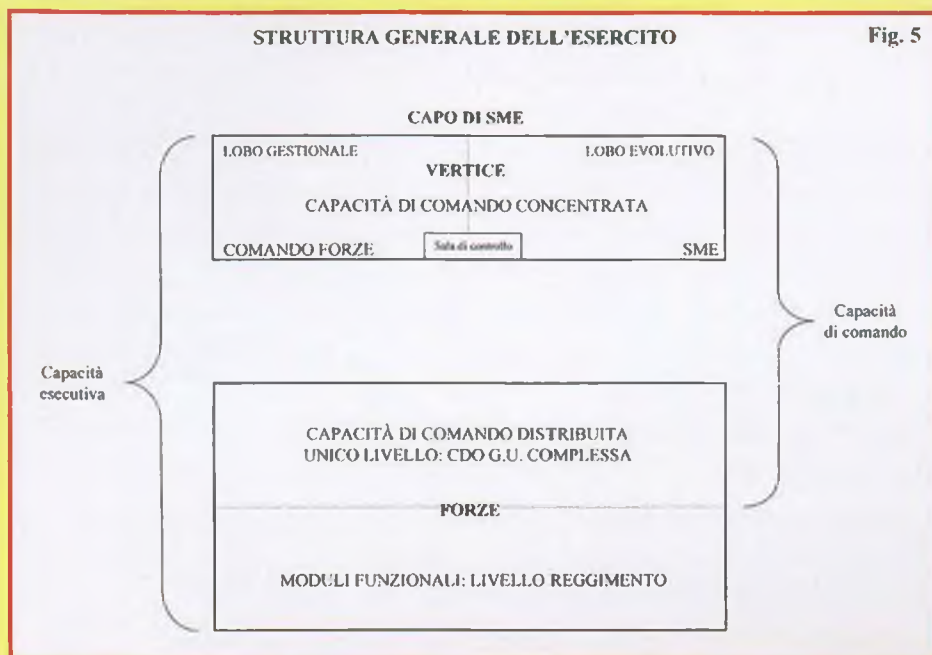 STRUTTURA GENERALE DELL'ESERCITO
Fig. 5
CAPO DI SME
LOBO GESTIONALE
LOBO EVOLUTIVO
VERTICE
CAPACITÀ DI COMANDO CONCENTRATA
COMANDO FORZE
Sala di controllo
SME
Capacità
di comando
Capacità
esecutiva
CAPACITÀ DI COMANDO DISTRIBUITA
UNICO LIVELLO: CDO G.U. COMPLESSA
FORZE
MODULI FUNZIONALI: LIVELLO REGGIMENTO